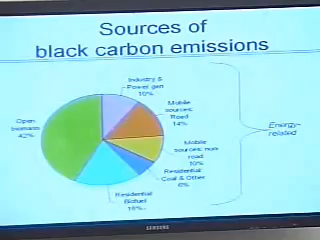 Sources of
black carbon emissions
Industry &
Power gen
10%
Mobile
sources:
Road
14%
Open
biomass
42%
Energy-
related
Mobile
sources: non
road
10%
Residential
Coal & Other
6%
Residential
Biofuel
18%
SAMSUNG